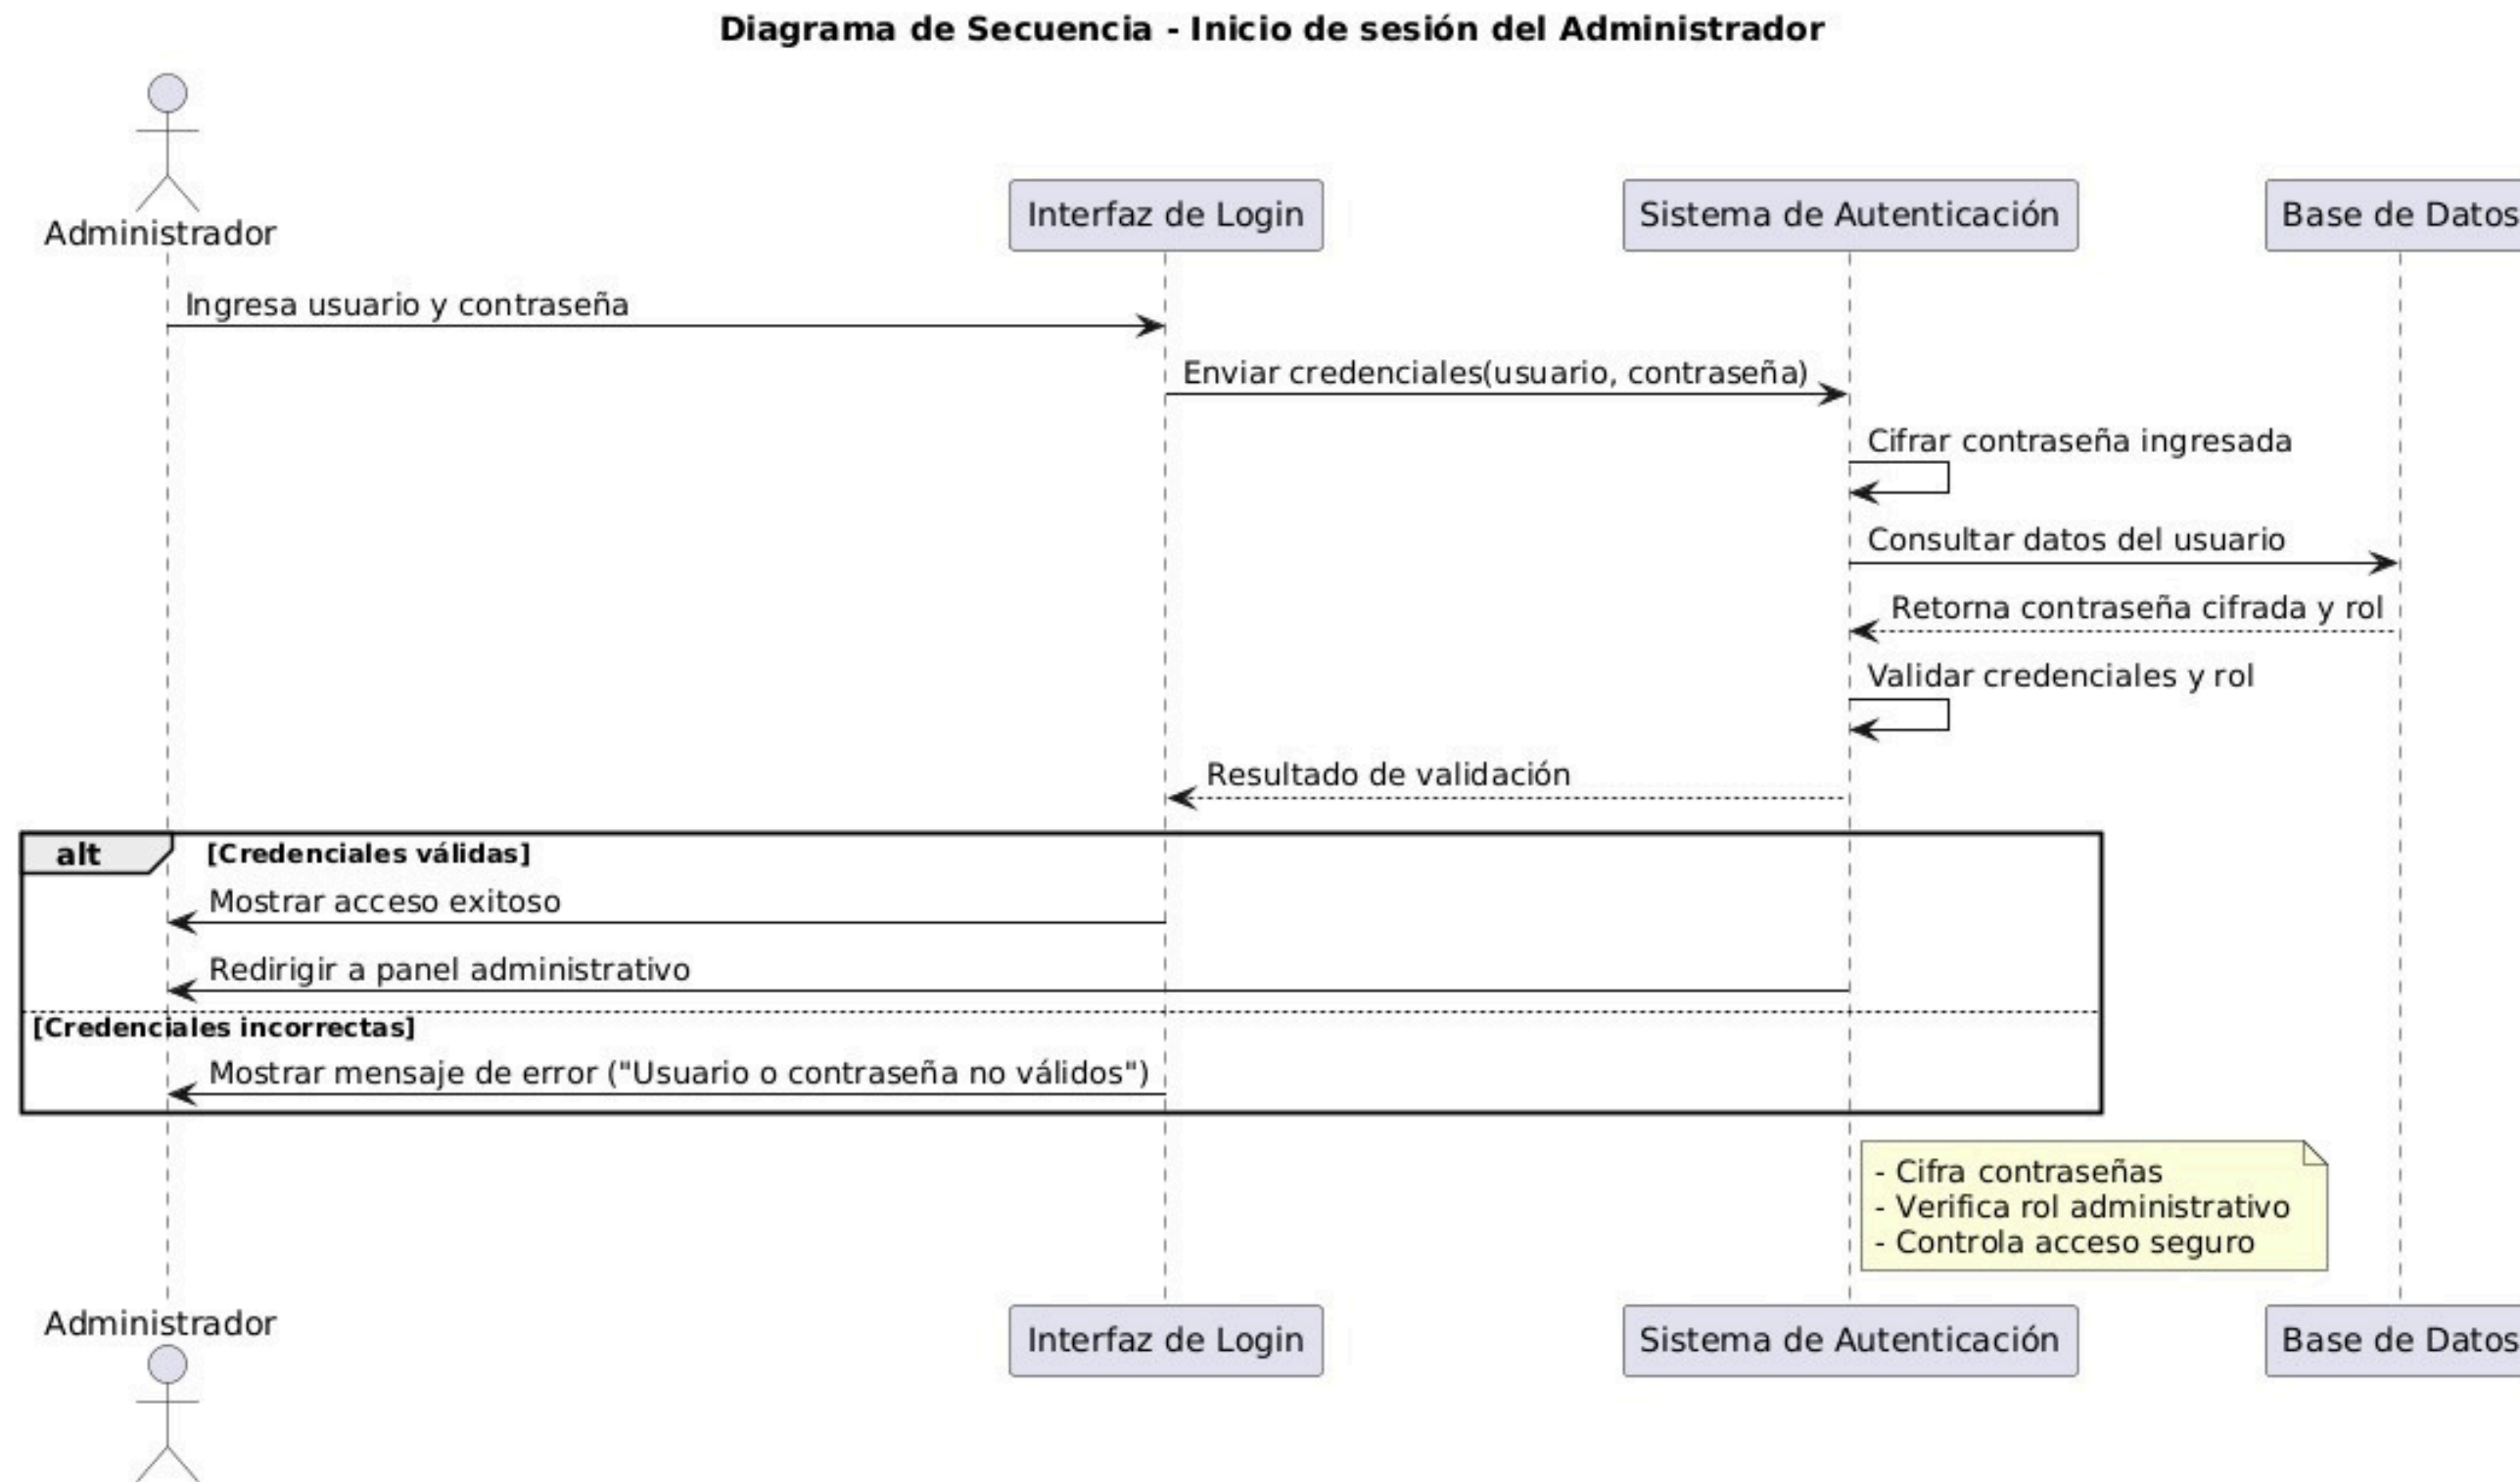 Diagrama de Secuencia - Inicio de sesión del Administrador
Administrador
Interfaz de Login
Sistema de Autenticación
Base de Datos
Ingresa usuario y contraseña
Enviar credenciales(usuario, contraseña)
Cifrar contraseña ingresada
Consultar datos del usuario
Retorna contraseña cifrada y rol
Validar credenciales y rol
Resultado de validación
alt
[Credenciales válidas]
Mostrar acceso exitoso
Redirigir a panel administrativo
[Credenciales incorrectas]
Mostrar mensaje de error ("Usuario o contraseña no válidos")
- Cifra contraseñas
- Verifica rol administrativo
- Controla acceso seguro
Administrador
Interfaz de Login
Sistema de Autenticación
Base de Datos